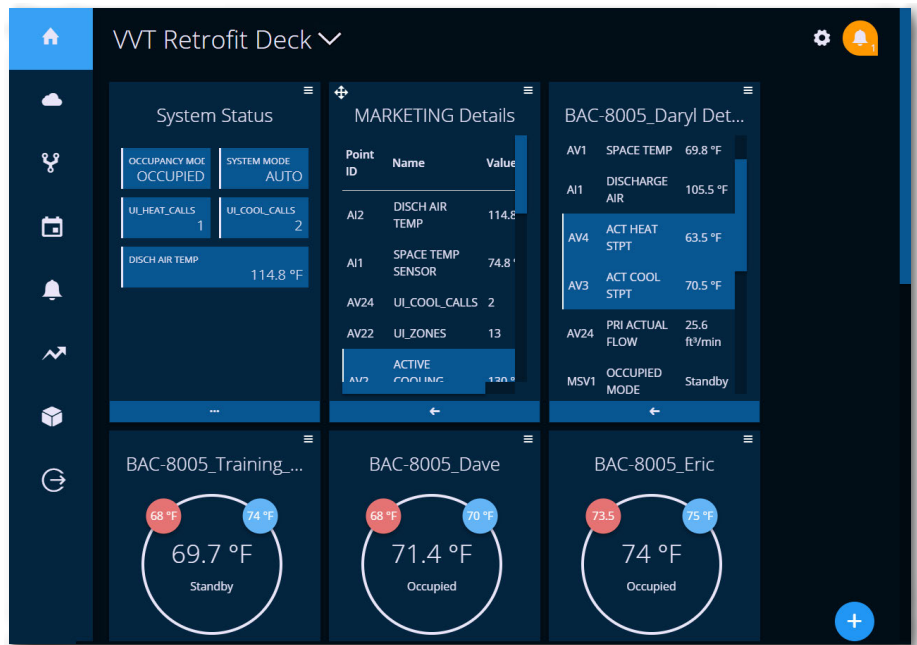 VVT Retrofit Deck
1
System Status
OCCUPANCY MOD
OCCUPIED
SYSTEM MODE
AUTO
UI_HEAT_CALLS
1
UI_COOL_CALLS
2
DISCH AIR TEMP
114.8 °F
...
MARKETING Details
Point ID Name Value
AI2 DISCH AIR TEMP 114.8
AI1 SPACE TEMP SENSOR 74.8 °
AV24 UI_COOL_CALLS 2
AV22 UI_ZONES 13
AV2 ACTIVE COOLING 130 °
BAC-8005_Daryl Det...
AV1 SPACE TEMP 69.8 °F
AI1 DISCHARGE AIR 105.5 °F
AV4 ACT HEAT STPT 63.5 °F
AV3 ACT COOL STPT 70.5 °F
AV24 PRI ACTUAL FLOW 25.6 ft³/min
MSV1 OCCUPIED MODE Standby
BAC-8005_Training_...
68 °F
74 °F
69.7 °F
Standby
BAC-8005_Dave
68 °F
70 °F
71.4 °F
Occupied
BAC-8005_Eric
73.5
75 °F
74 °F
Occupied